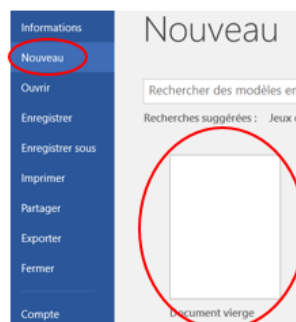 Informations
Nouveau
Ouvrir
Enregistrer
Enregistrer sous
Imprimer
Partager
Exporter
Fermer
Compte
Nouveau
Rechercher des modèles en
Recherches suggérées : Jeux
Document vierge